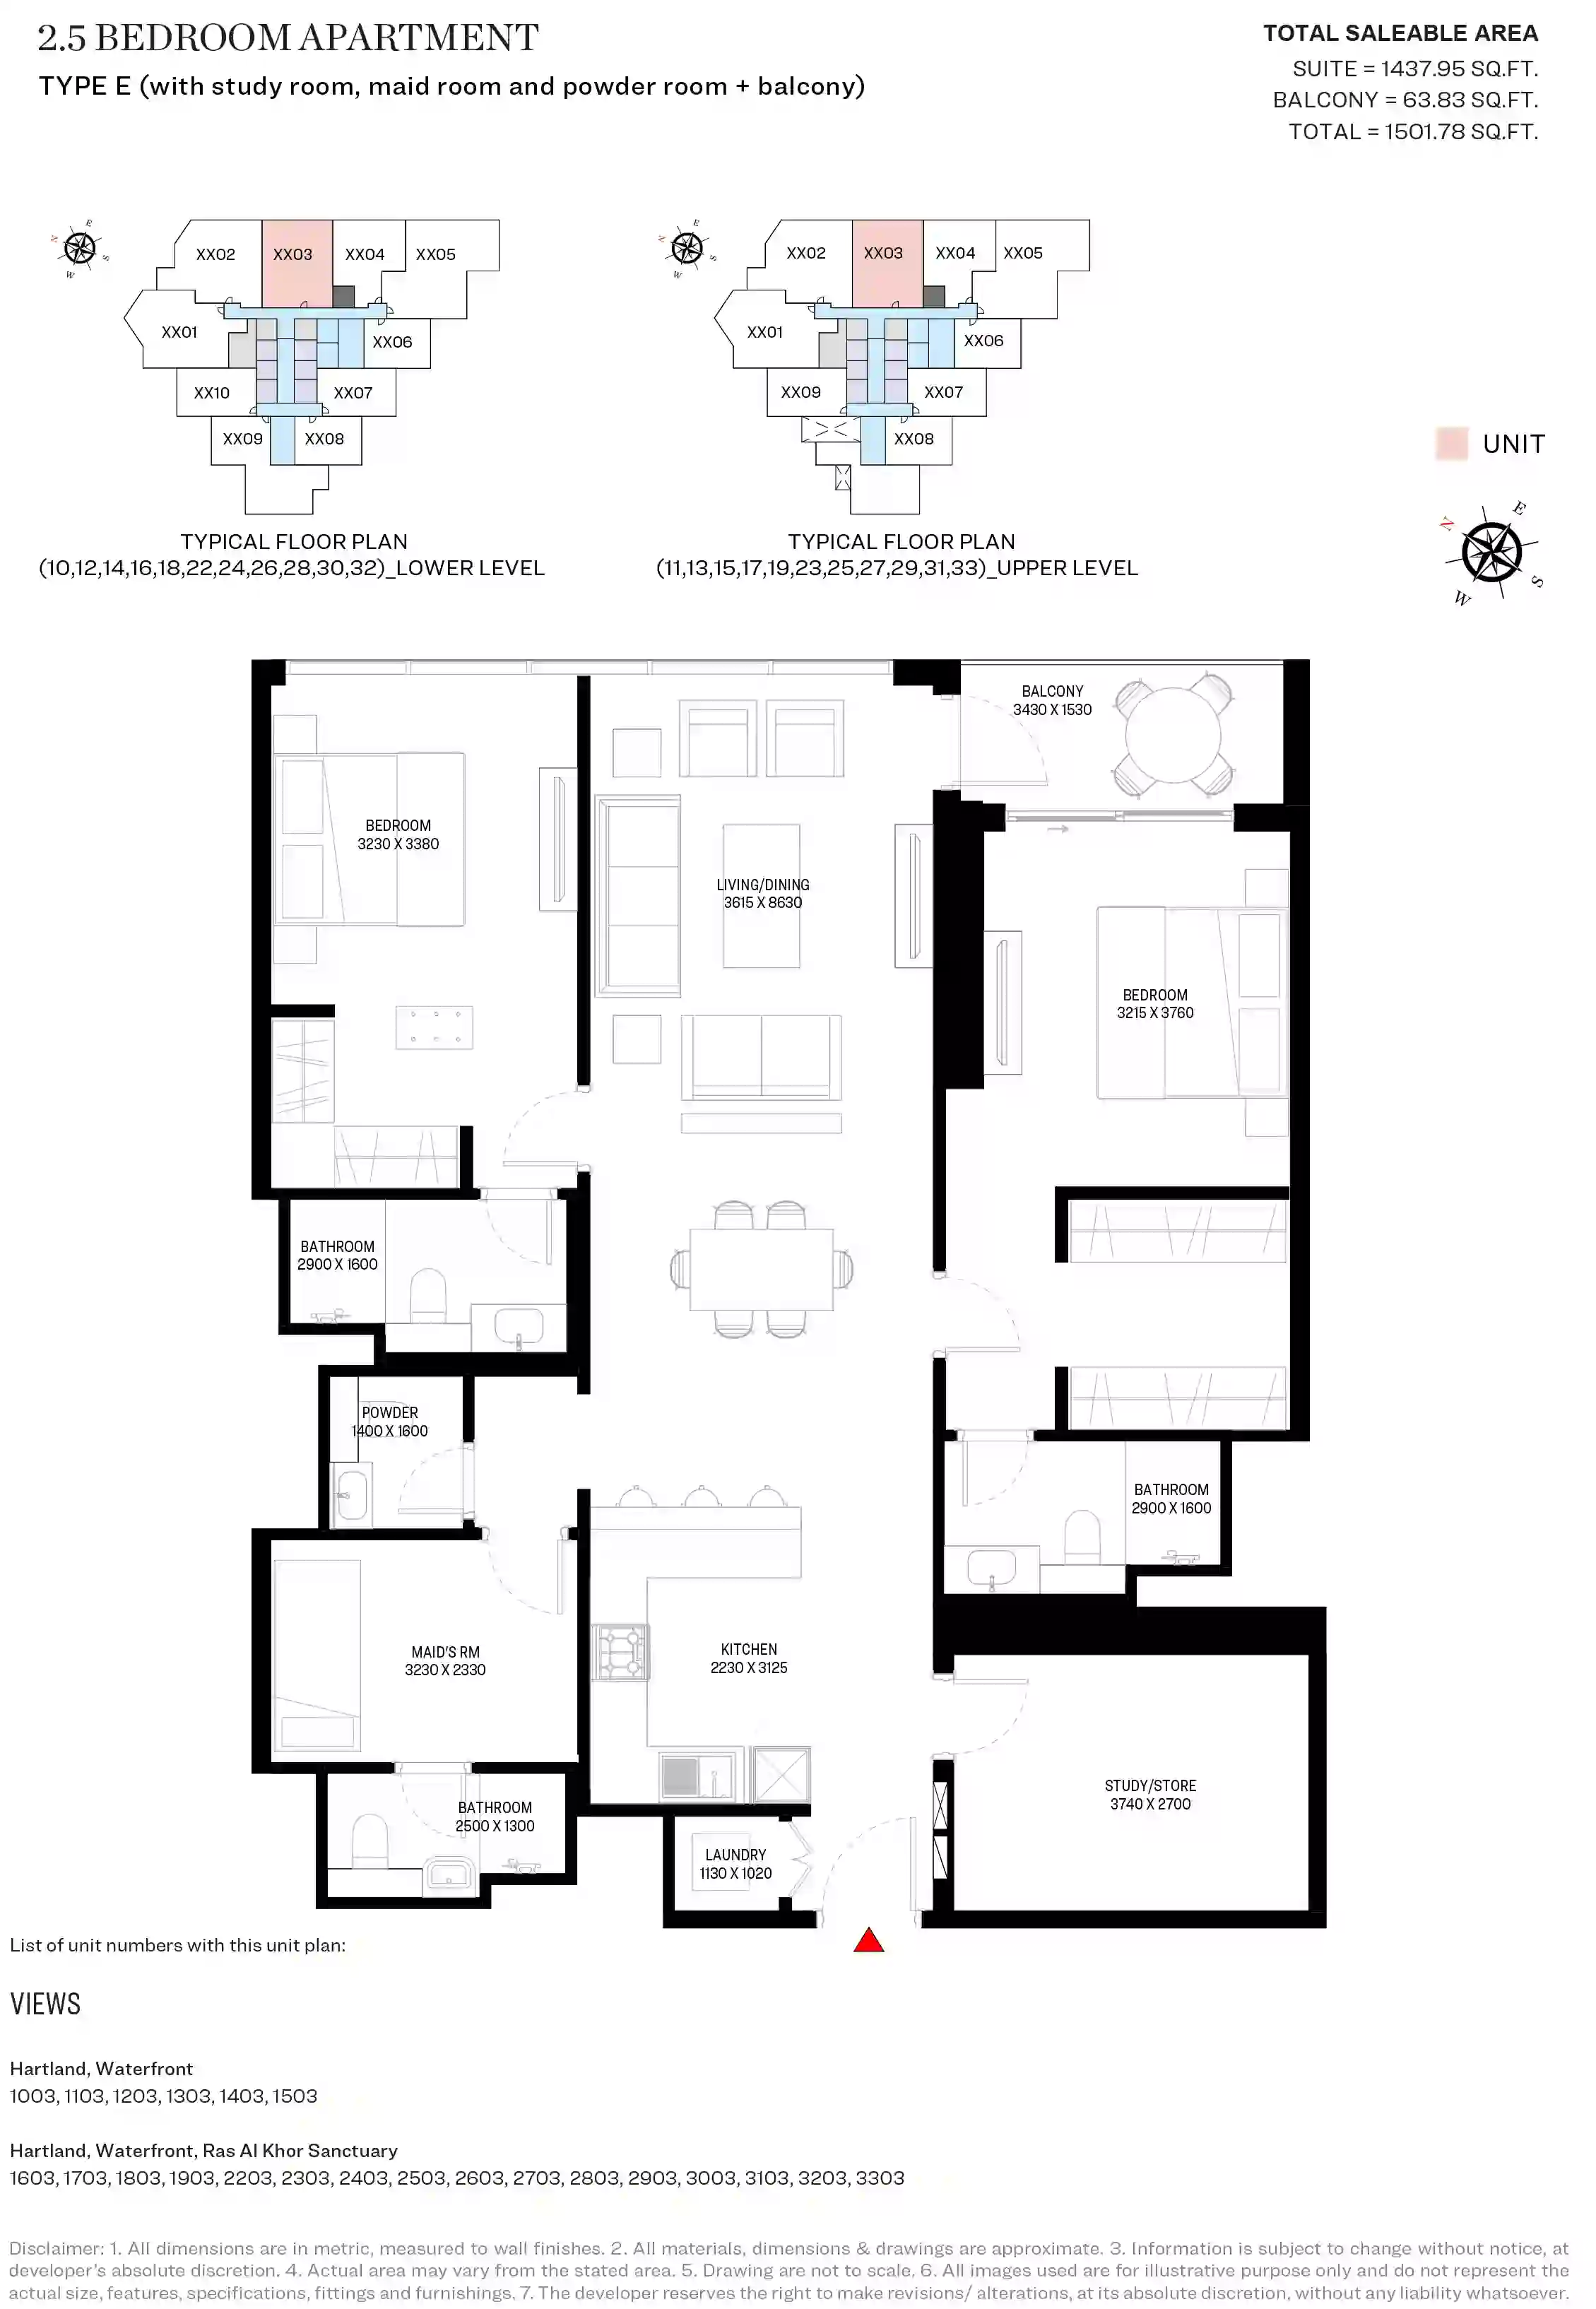 2.5 BEDROOM APARTMENT
TYPE E (with study room, maid room and powder room + balcony)
TOTAL SALEABLE AREA
SUITE = 1437.95 SQ.FT.
BALCONY = 63.83 SQ.FT.
TOTAL = 1501.78 SQ.FT.
N E S W
XX02 XX03 XX04 XX05
XX01
XX06
XX10 XX07
XX09 XX08
TYPICAL FLOOR PLAN
(10,12,14,16,18,22,24,26,28,30,32)_LOWER LEVEL
N E S W
XX02 XX03 XX04 XX05
XX01
XX06
XX09 XX07
XX08
TYPICAL FLOOR PLAN
(11,13,15,17,19,23,25,27,29,31,33)_UPPER LEVEL
UNIT
N E S W
BALCONY
3430 X 1530
BEDROOM
3230 X 3380
LIVING/DINING
3615 X 8630
BEDROOM
3215 X 3760
BATHROOM
2900 X 1600
POWDER
1400 X 1600
BATHROOM
2900 X 1600
MAID'S RM
3230 X 2330
KITCHEN
2230 X 3125
STUDY/STORE
3740 X 2700
BATHROOM
2500 X 1300
LAUNDRY
1130 X 1020
List of unit numbers with this unit plan:
VIEWS
Hartland, Waterfront
1003, 1103, 1203, 1303, 1403, 1503
Hartland, Waterfront, Ras Al Khor Sanctuary
1603, 1703, 1803, 1903, 2203, 2303, 2403, 2503, 2603, 2703, 2803, 2903, 3003, 3103, 3203, 3303
Disclaimer: 1. All dimensions are in metric, measured to wall finishes. 2. All materials, dimensions & drawings are approximate. 3. Information is subject to change without notice, at
developer's absolute discretion. 4. Actual area may vary from the stated area. 5. Drawing are not to scale. 6. All images used are for illustrative purpose only and do not represent the
actual size, features, specifications, fittings and furnishings. 7. The developer reserves the right to make revisions/ alterations, at its absolute discretion, without any liability whatsoever.